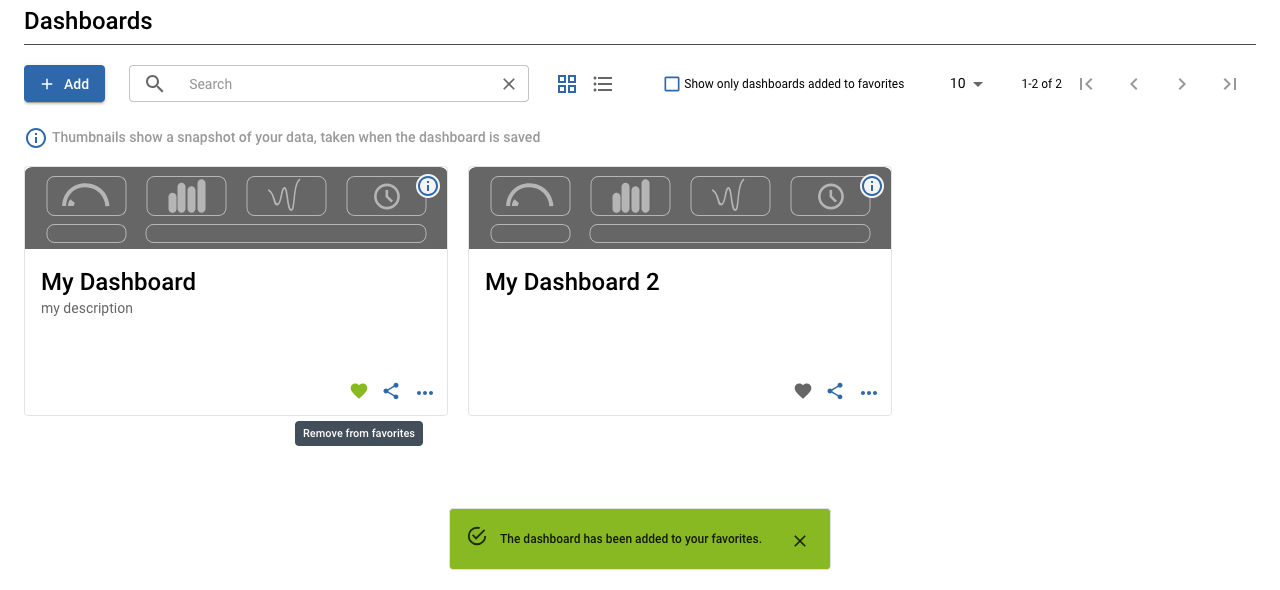 Dashboards
Add
Search
Show only dashboards added to favorites
10
1-2 of 2
Thumbnails show a snapshot of your data, taken when the dashboard is saved
My Dashboard
my description
My Dashboard 2
Remove from favorites
The dashboard has been added to your favorites.